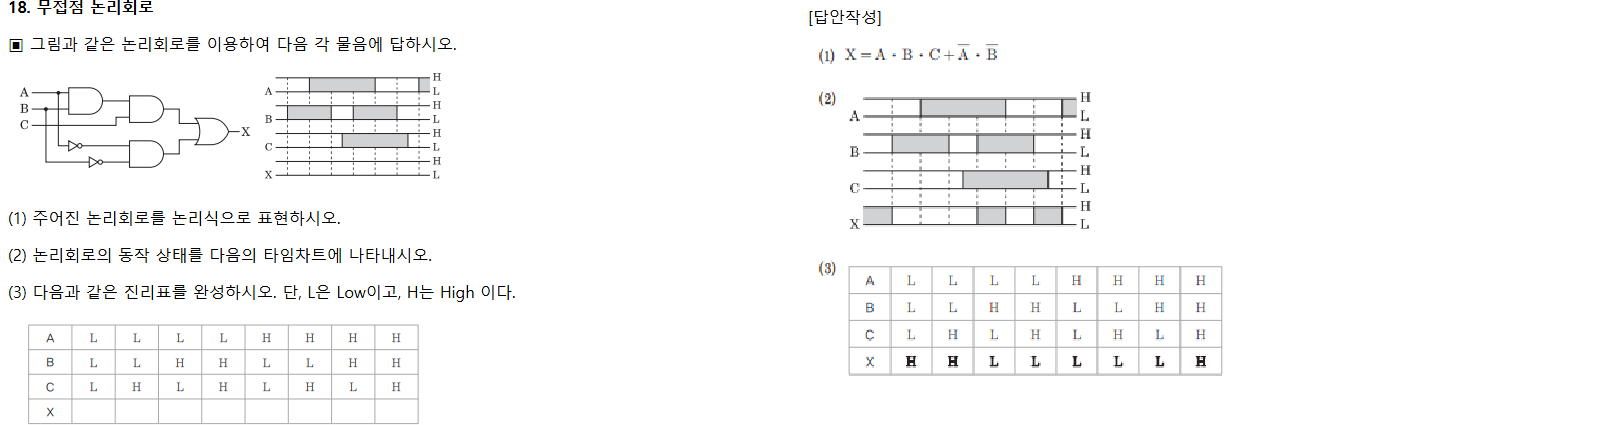 18. 무접점 논리회로
▣ 그림과 같은 논리회로를 이용하여 다음 각 물음에 답하시오.
A
B
C
X
H
A L
H
B L
H
C L
H
X L
(1) 주어진 논리회로를 논리식으로 표현하시오.
(2) 논리회로의 동작 상태를 다음의 타임차트에 나타내시오.
(3) 다음과 같은 진리표를 완성하시오. 단, L은 Low이고, H는 High 이다.
A L L L L H H H H
B L L H H L L H H
C L H L H L H L H
X
[답안작성]
(1) X = A · B · C + A̅ · B̅
(2)
H
A L
H
B L
H
C L
H
X L
(3)
A L L L L H H H H
B L L H H L L H H
C L H L H L H L H
X H H L L L L L H